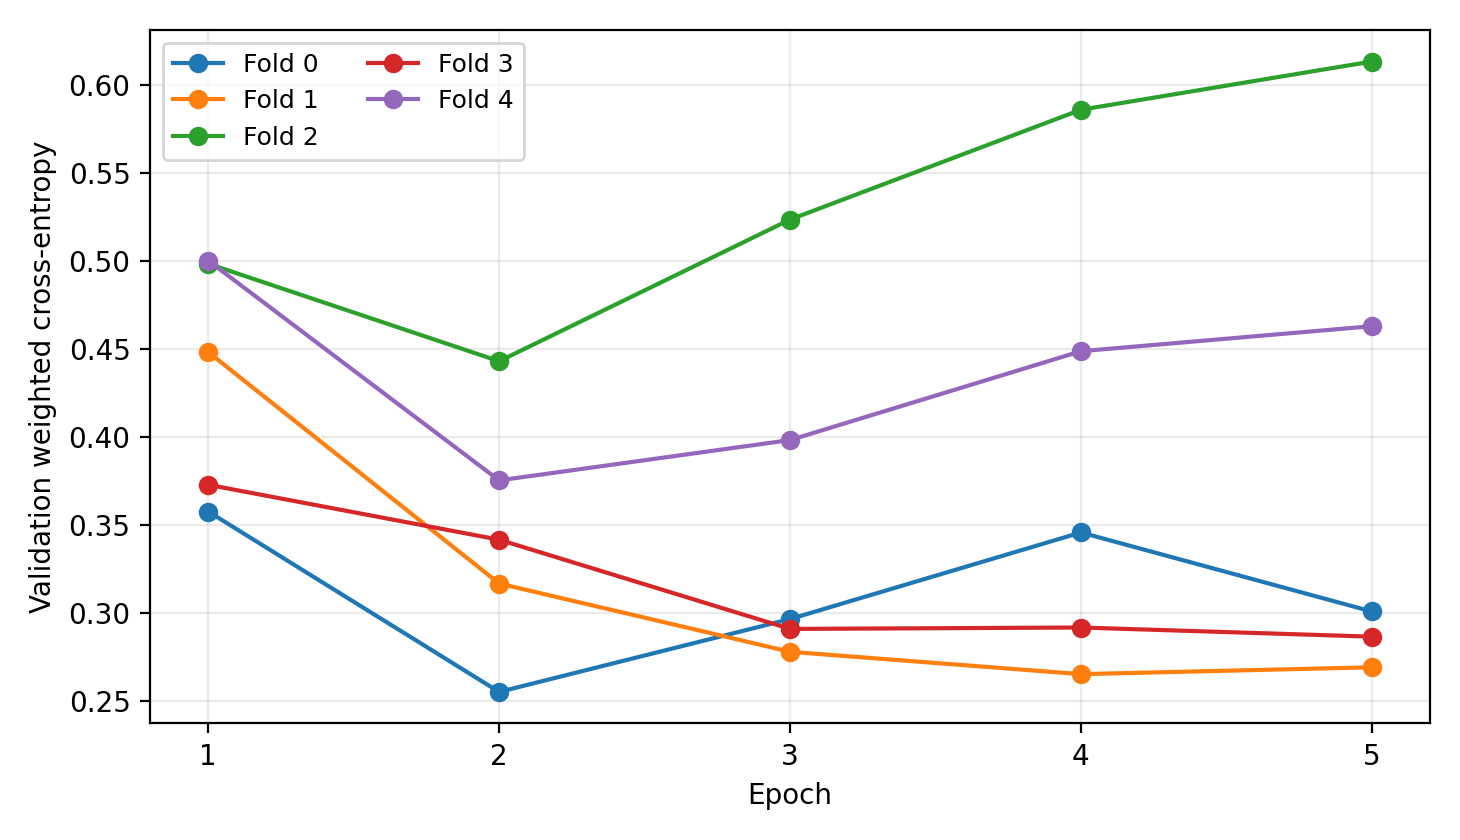 Validation weighted cross-entropy
0.60
0.55
0.50
0.45
0.40
0.35
0.30
0.25
Fold 0
Fold 1
Fold 2
Fold 3
Fold 4
1 2 3 4 5
Epoch